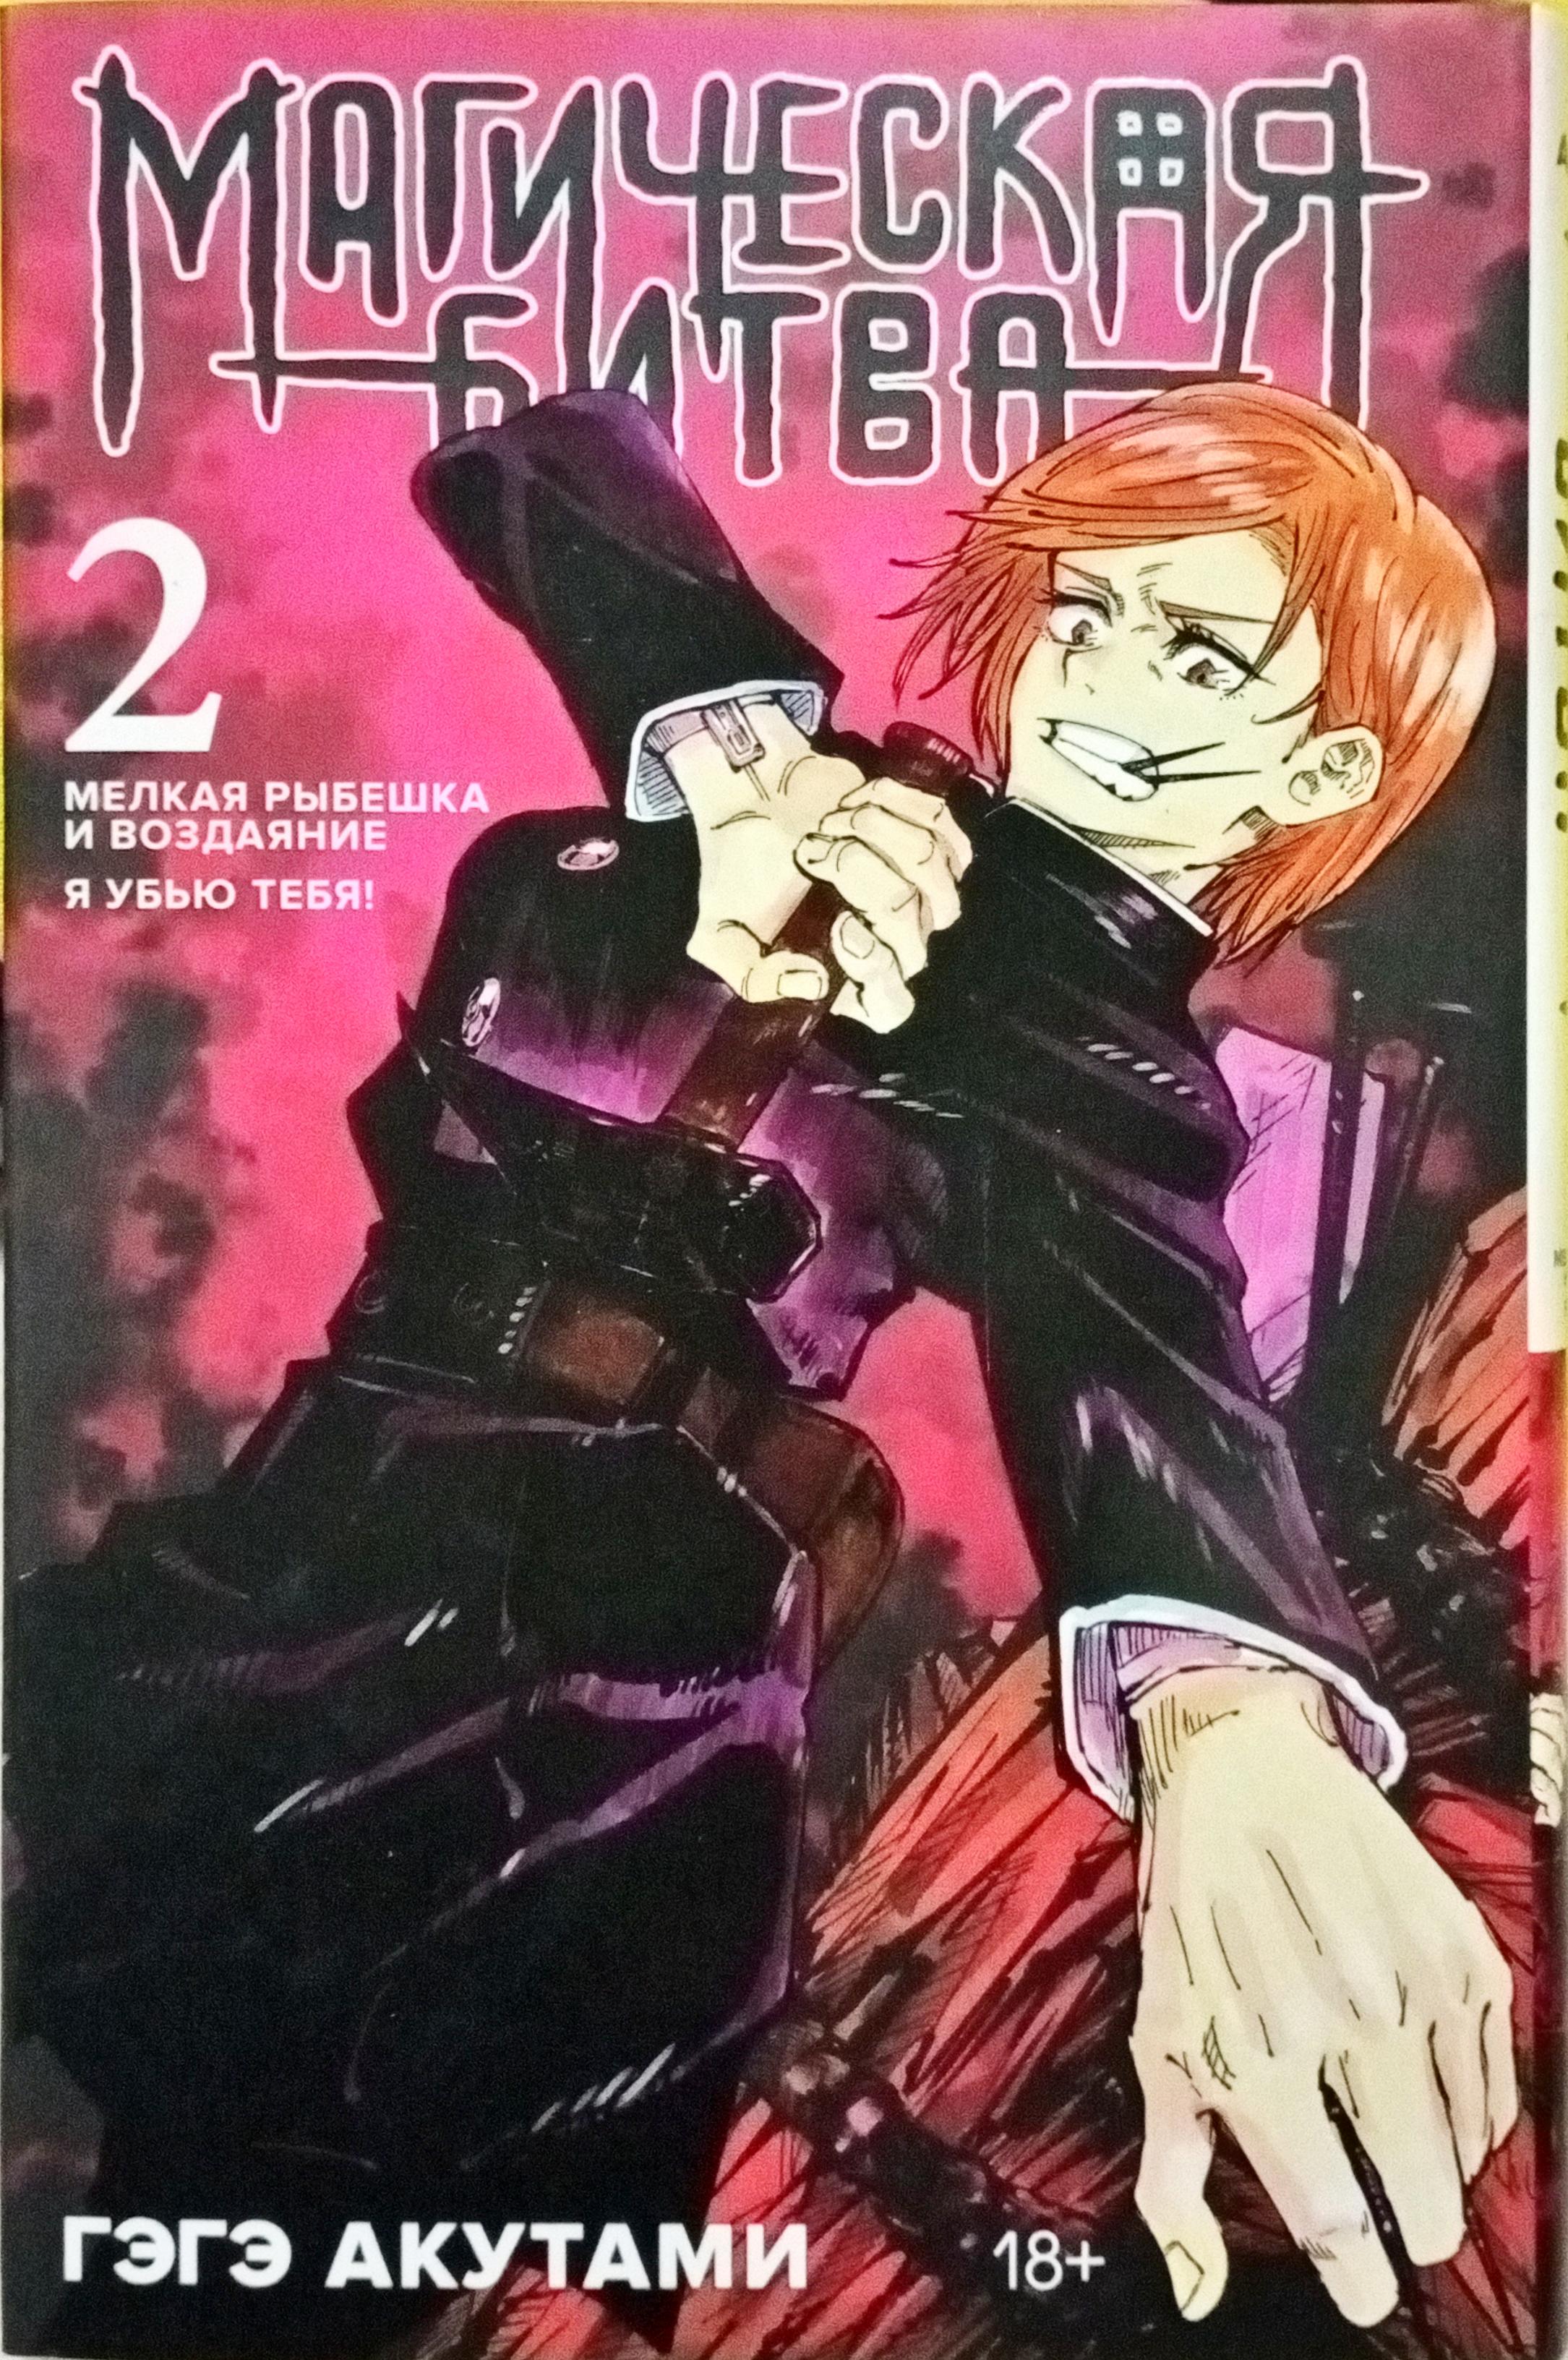 МАГИЧЕСКАЯ
БИТВА
2
МЕЛКАЯ РЫБЕШКА
И ВОЗДАЯНИЕ
Я УБЬЮ ТЕБЯ!
ГЭГЭ АКУТАМИ
18+